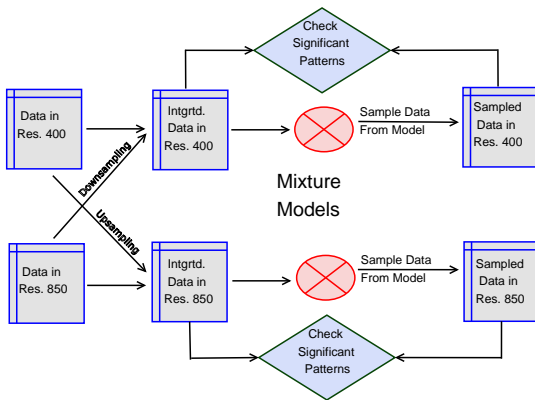 Check
Significant
Patterns
Data in
Res. 400
Intgrtd.
Data in
Res. 400
Sample Data
From Model
Sampled
Data in
Res. 400
Downsampling
Mixture
Models
Upsampling
Data in
Res. 850
Intgrtd.
Data in
Res. 850
Sample Data
From Model
Sampled
Data in
Res. 850
Check
Significant
Patterns